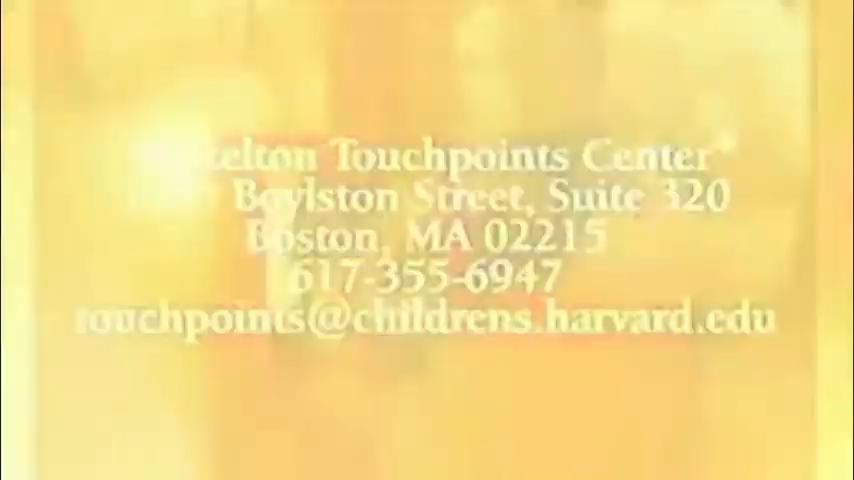 Touchpoints Center
Boylston Street, Suite 320
Boston, MA 02215
617-355-6947
touchpoints@childrens.harvard.edu